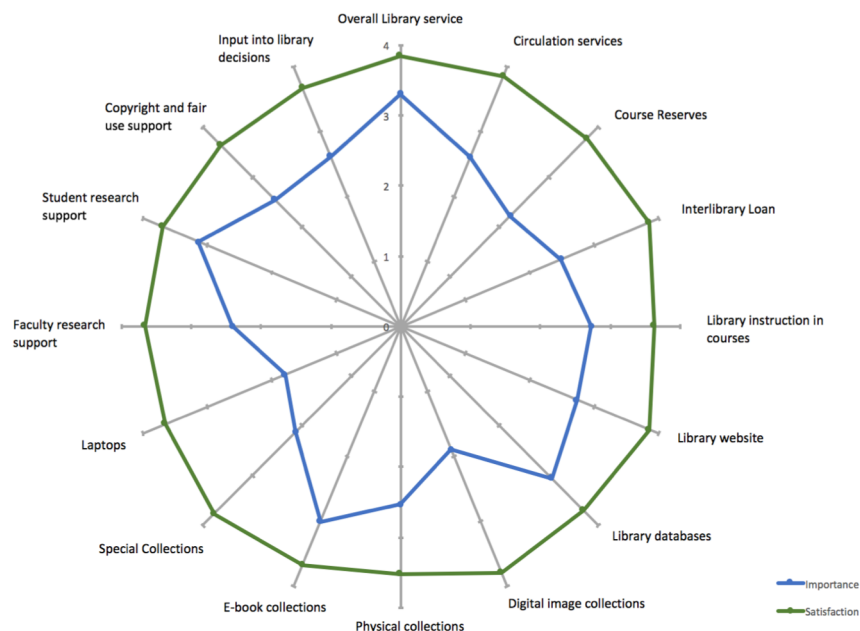 Overall Library service
Input into library
decisions
Circulation services
4
Copyright and fair
use support
Course Reserves
3
Student research
support
Interlibrary Loan
2
1
Faculty research
support
0
Library instruction in
courses
Laptops
Library website
Special Collections
Library databases
E-book collections
Digital image collections
Physical collections
Importance
Satisfaction